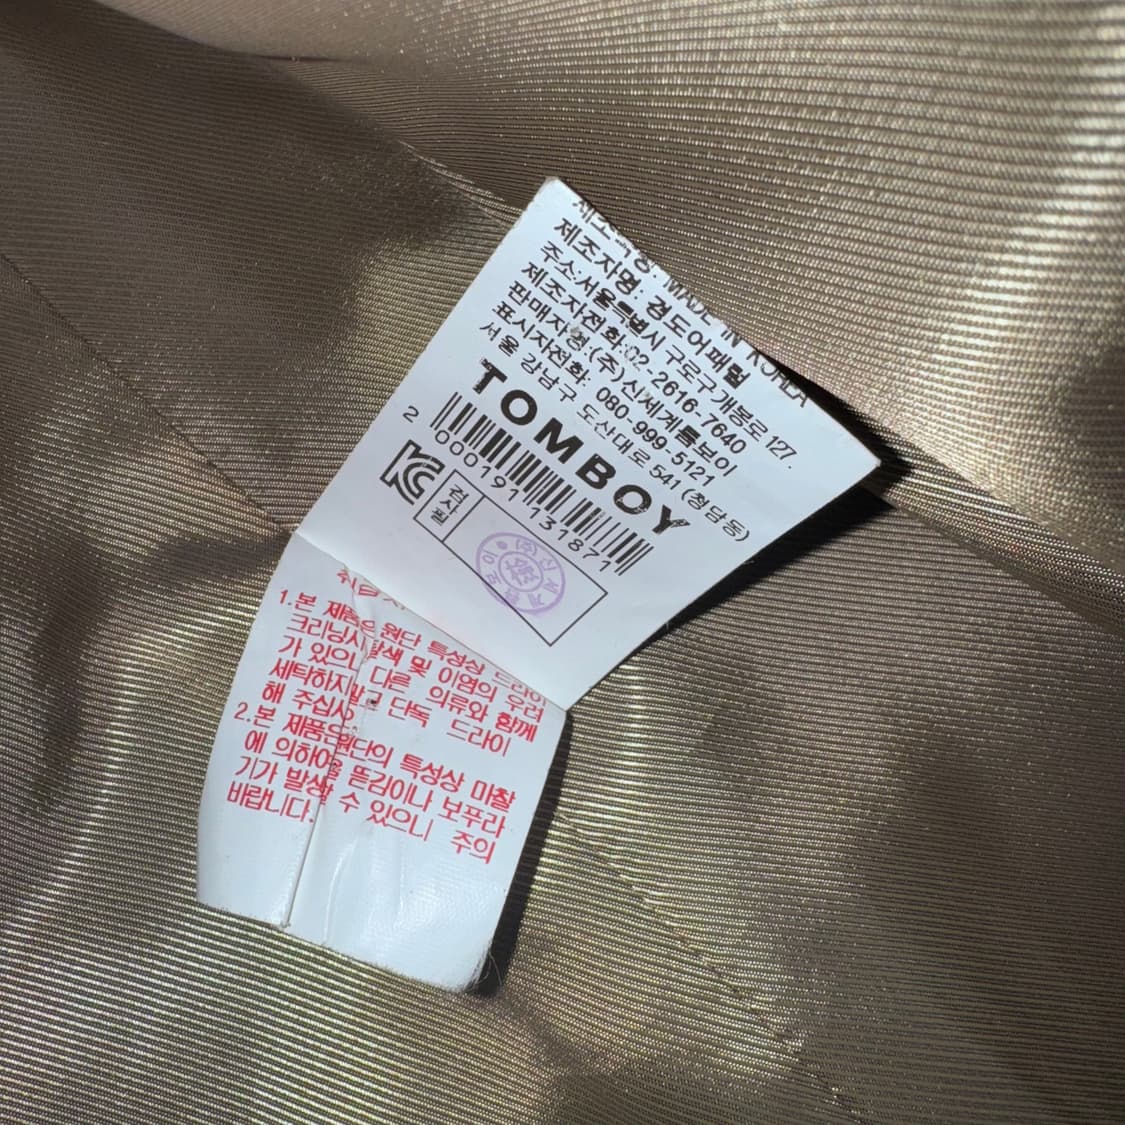 MADE IN KOREA
제조자명: 경도어패럴
주소:서울특별시 구로구개봉로 127.
제조자전화:02-2616-7640
판매자명:(주)신세계톰보이
표시자전화: 080-999-5121
서울 강남구 도산대로 541 (청담동)
TOMBOY
2 000191 131871
검사필
1.본 제품은 원단 특성상 드라이
크리닝시 탈색 및 이염의 우려
가 있으니 다른 의류와 함께
세탁하지말고 단독 드라이
해 주십시
2.본 제품은원단의 특성상 마찰
에 의하여올 뜯김이나 보푸라
기가 발생할 수 있으니 주의
바랍니다.